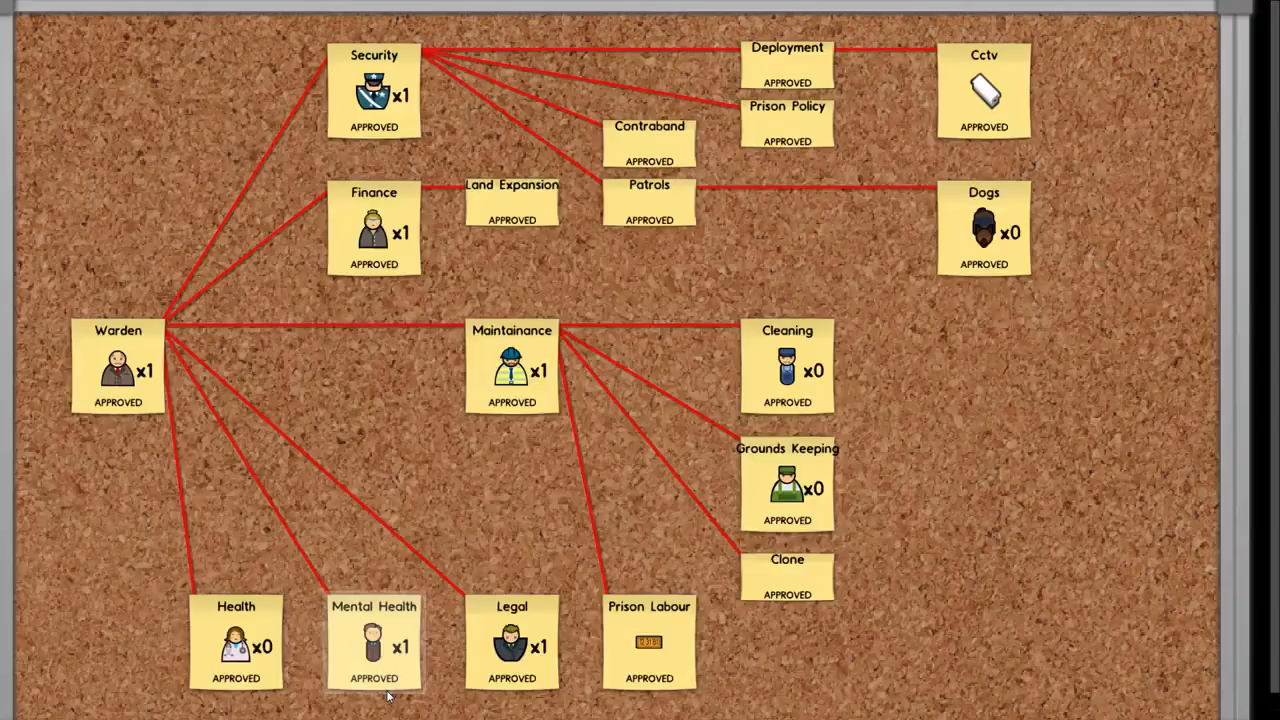 Security
x1
APPROVED
Deployment
APPROVED
Cctv
APPROVED
Prison Policy
APPROVED
Contraband
APPROVED
Finance
x1
APPROVED
Land Expansion
APPROVED
Patrols
APPROVED
Dogs
x0
APPROVED
Warden
x1
APPROVED
Maintainance
x1
APPROVED
Cleaning
x0
APPROVED
Grounds Keeping
x0
APPROVED
Clone
APPROVED
Health
x0
APPROVED
Mental Health
x1
APPROVED
Legal
x1
APPROVED
Prison Labour
APPROVED